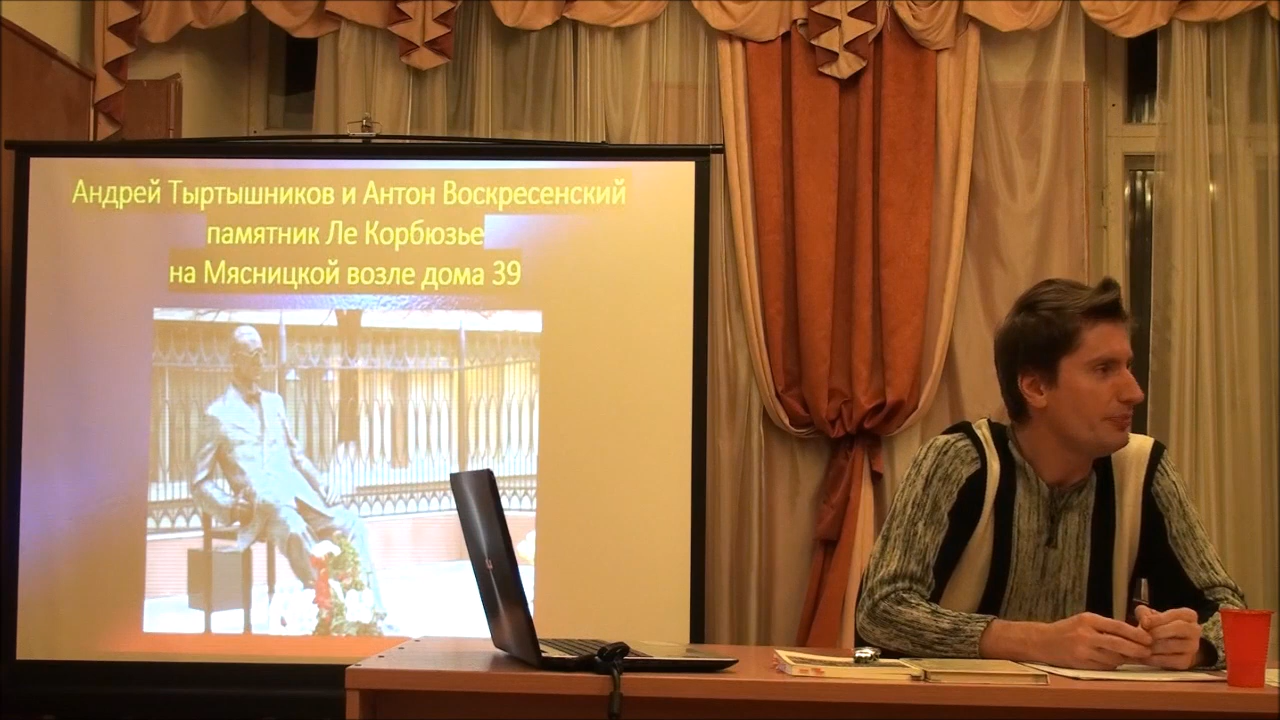 Андрей Тыртышников и Антон Воскресенский
памятник Ле Корбюзье
на Мясницкой возле дома 39